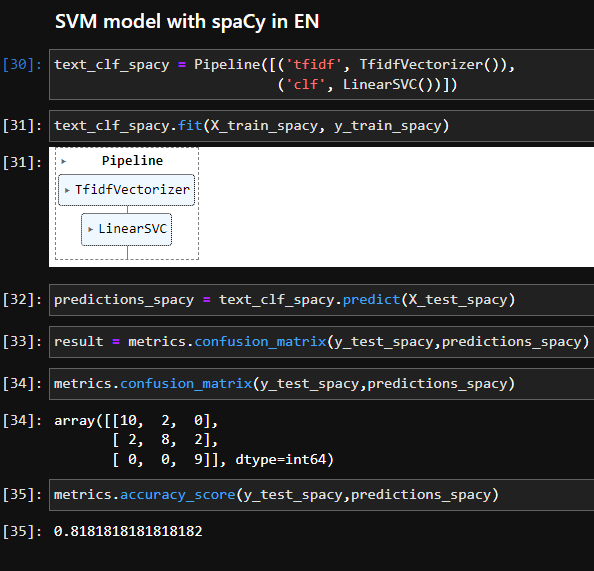 SVM model with spaCy in EN
[30]: text_clf_spacy = Pipeline([('tfidf', TfidfVectorizer()),
('clf', LinearSVC())])
[31]: text_clf_spacy.fit(X_train_spacy, y_train_spacy)
[31]: ▸ Pipeline
▸ TfidfVectorizer
▸ LinearSVC
[32]: predictions_spacy = text_clf_spacy.predict(X_test_spacy)
[33]: result = metrics.confusion_matrix(y_test_spacy,predictions_spacy)
[34]: metrics.confusion_matrix(y_test_spacy,predictions_spacy)
[34]: array([[10, 2, 0],
[ 2, 8, 2],
[ 0, 0, 9]], dtype=int64)
[35]: metrics.accuracy_score(y_test_spacy,predictions_spacy)
[35]: 0.8181818181818182